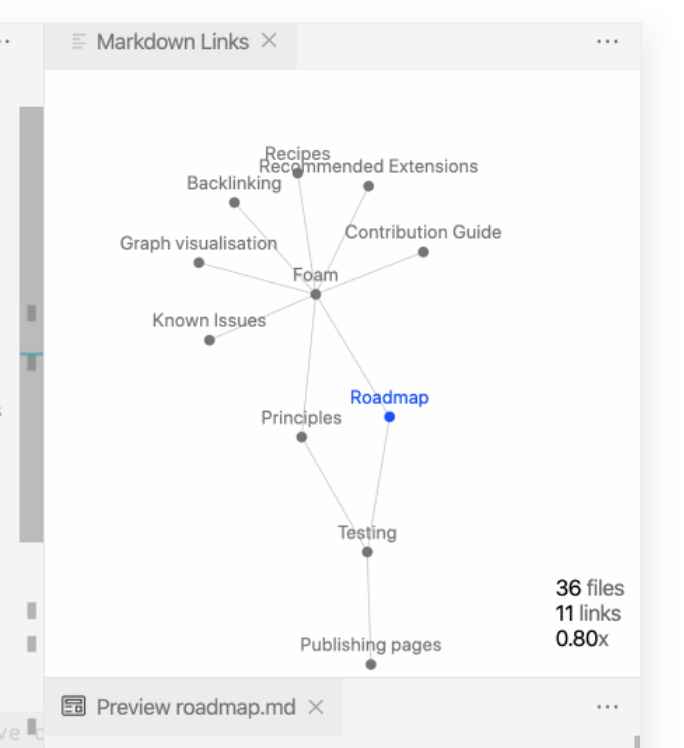 Markdown Links
Recipes
Recommended Extensions
Backlinking
Contribution Guide
Graph visualisation
Foam
Known Issues
Roadmap
Principles
Testing
36 files
11 links
0.80x
Publishing pages
Preview roadmap.md